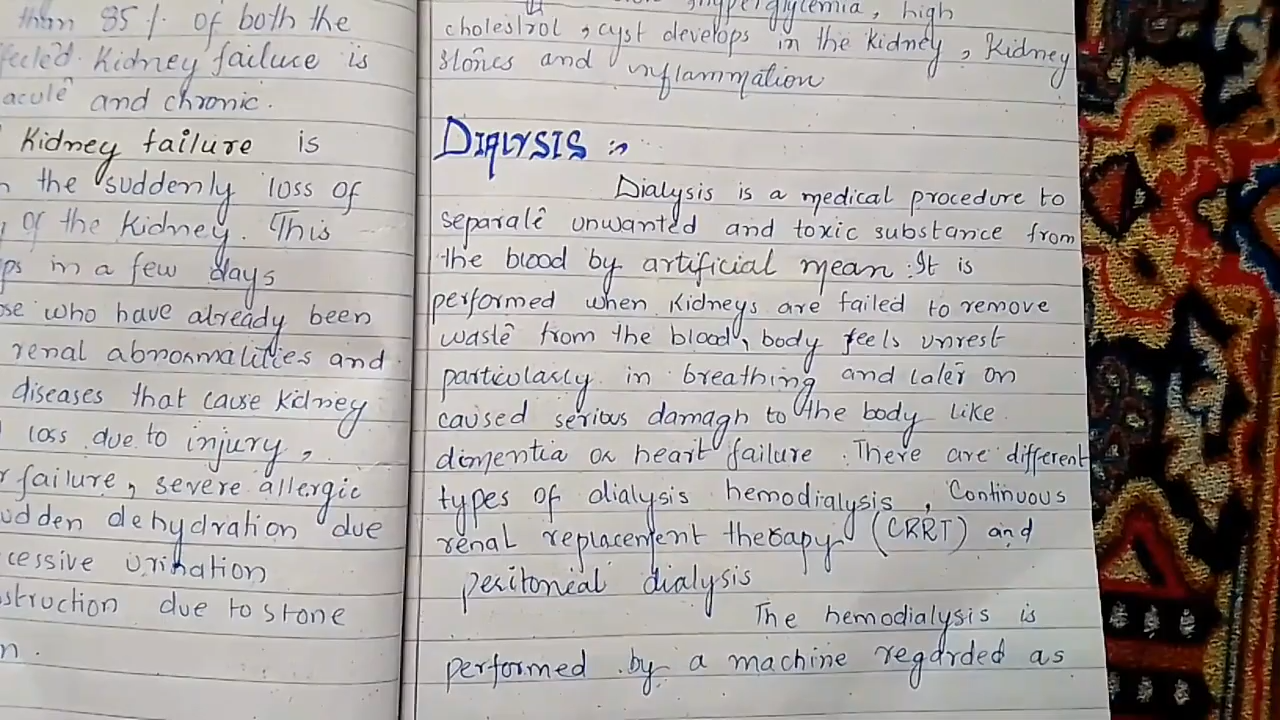 than 85 % of both the
Kidney failure is
acute and chronic.
Kidney failure is
the suddenly loss of
of the Kidney. This
in a few days
who have already been
renal abnormalities and
diseases that cause kidney
loss due to injury,
failure, severe allergic
dehydration due
urination
due to stone
hyperglycemia, high
cholestrol, cyst develops in the kidney, Kidney
stones and inflammation
DIALYSIS :-
Dialysis is a medical procedure to
separate unwanted and toxic substance from
the blood by artificial mean. It is
performed when kidneys are failed to remove
waste from the blood, body feels unrest
particolarly in breathing and later on
caused serious damagh to the body like
dimentia or heart failure. There are different
types of dialysis hemodialysis, Continuous
renal replacement therapy (CRRT) and
peritoneal dialysis
The hemodialysis is
performed by a machine regarded as